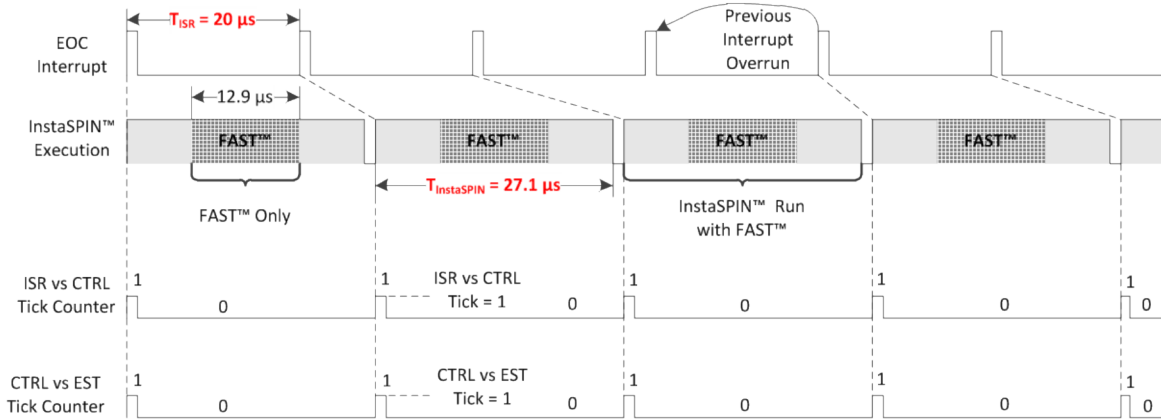 T_ISR = 20 µs
Previous
Interrupt
Overrun
EOC
Interrupt
12.9 µs
InstaSPIN™
Execution
FAST™
FAST™
FAST™
FAST™
T_InstaSPIN = 27.1 µs
FAST™ Only
InstaSPIN™ Run
with FAST™
ISR vs CTRL
Tick Counter
1
0
1
ISR vs CTRL
Tick = 1
0
1
0
1
0
1
0
CTRL vs EST
Tick Counter
1
0
1
CTRL vs EST
Tick = 1
0
1
0
1
0
1
0